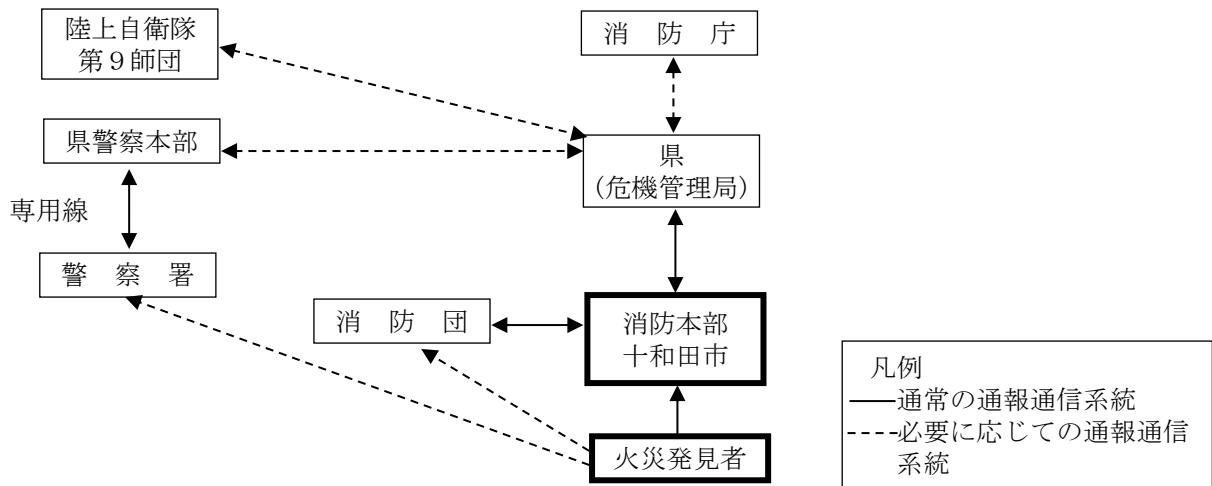 陸上自衛隊
第9師団
消 防 庁
県警察本部
県
(危機管理局)
専用線
警 察 署
消 防 団
消防本部
十和田市
火災発見者
凡例
通常の通報通信系統
必要に応じての通報通信
系統